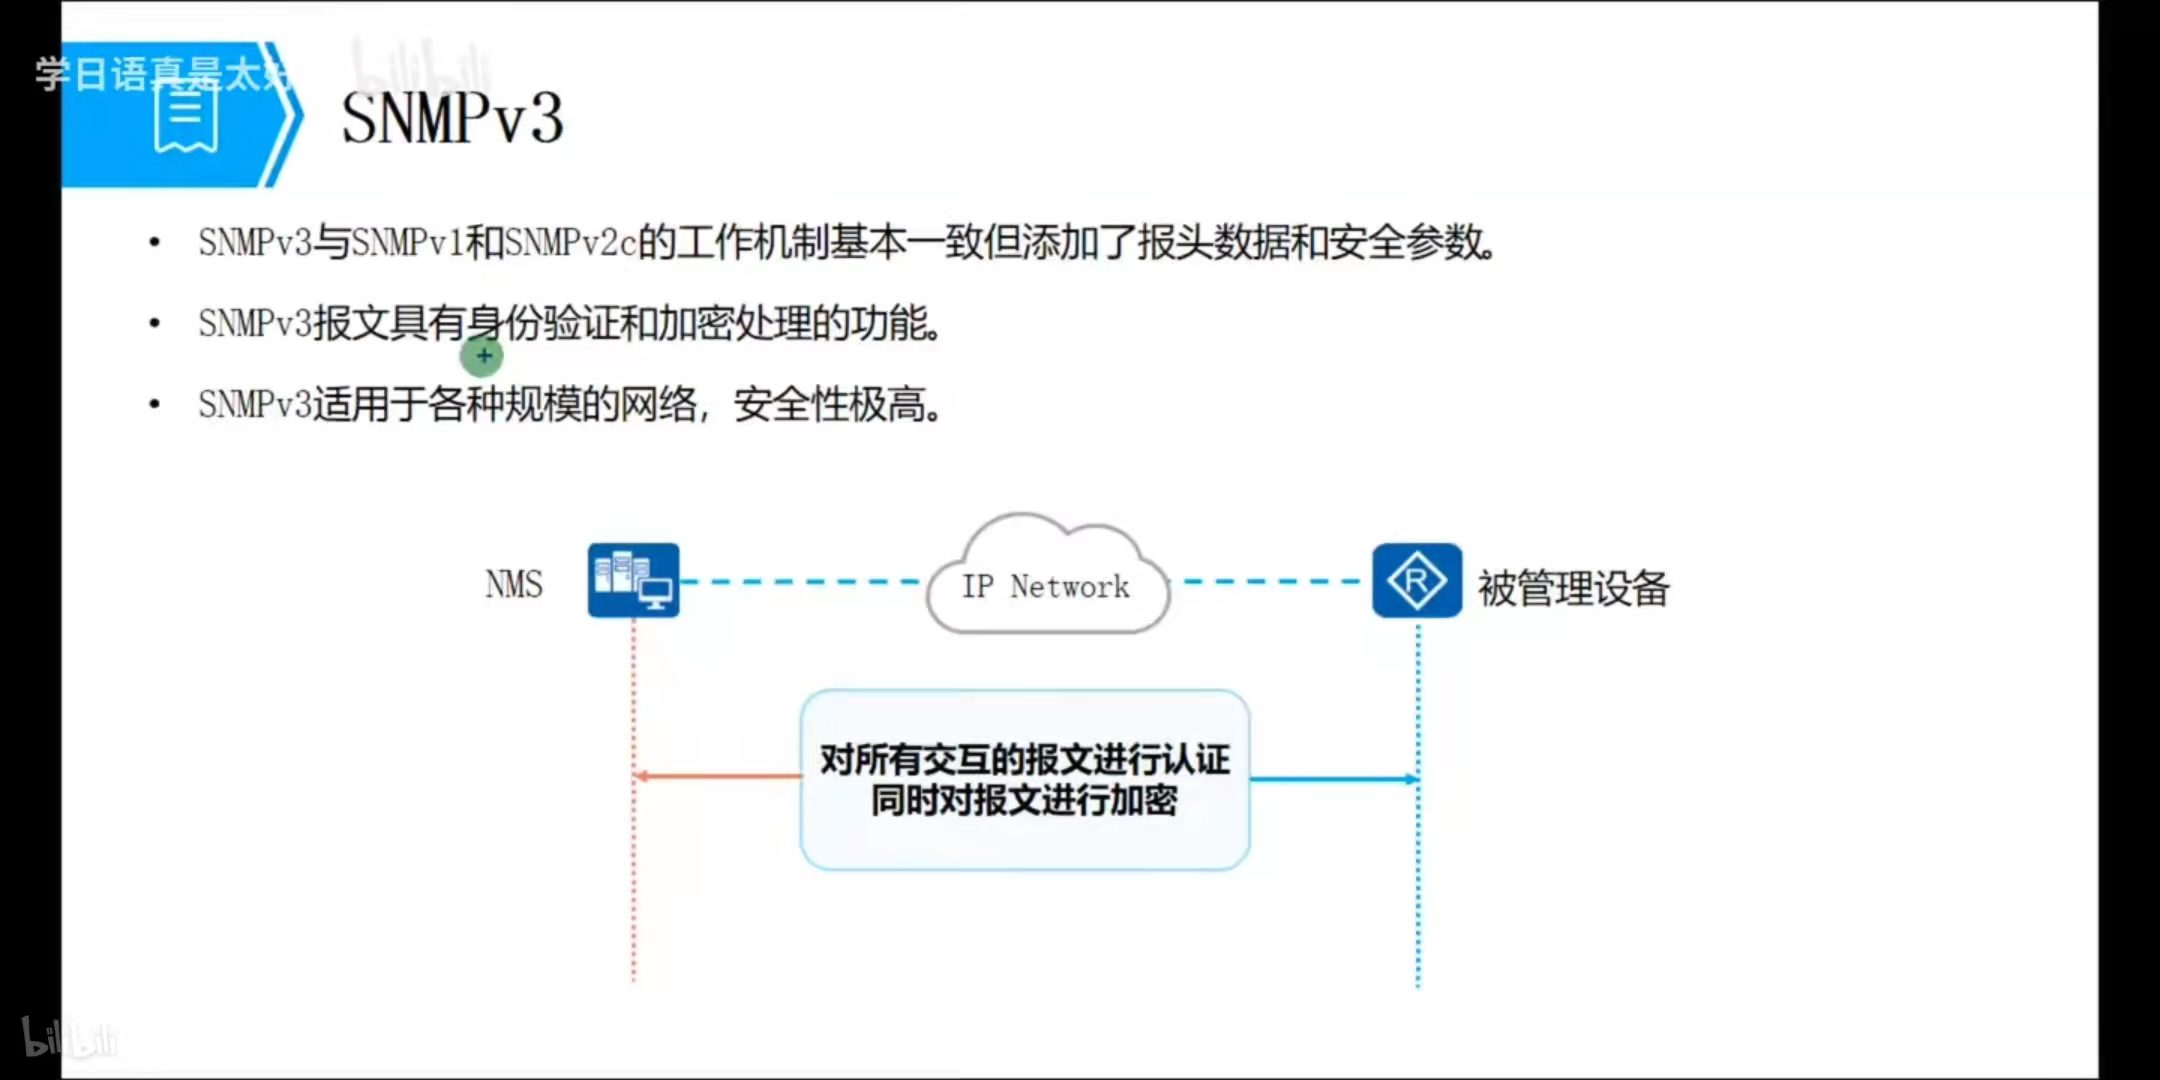 学日语真是太好
bilibili
SNMPv3
• SNMPv3与SNMPv1和SNMPv2c的工作机制基本一致但添加了报头数据和安全参数。
• SNMPv3报文具有身份验证和加密处理的功能。
• SNMPv3适用于各种规模的网络，安全性极高。
NMS
IP Network
R
被管理设备
对所有交互的报文进行认证
同时对报文进行加密
bilibili